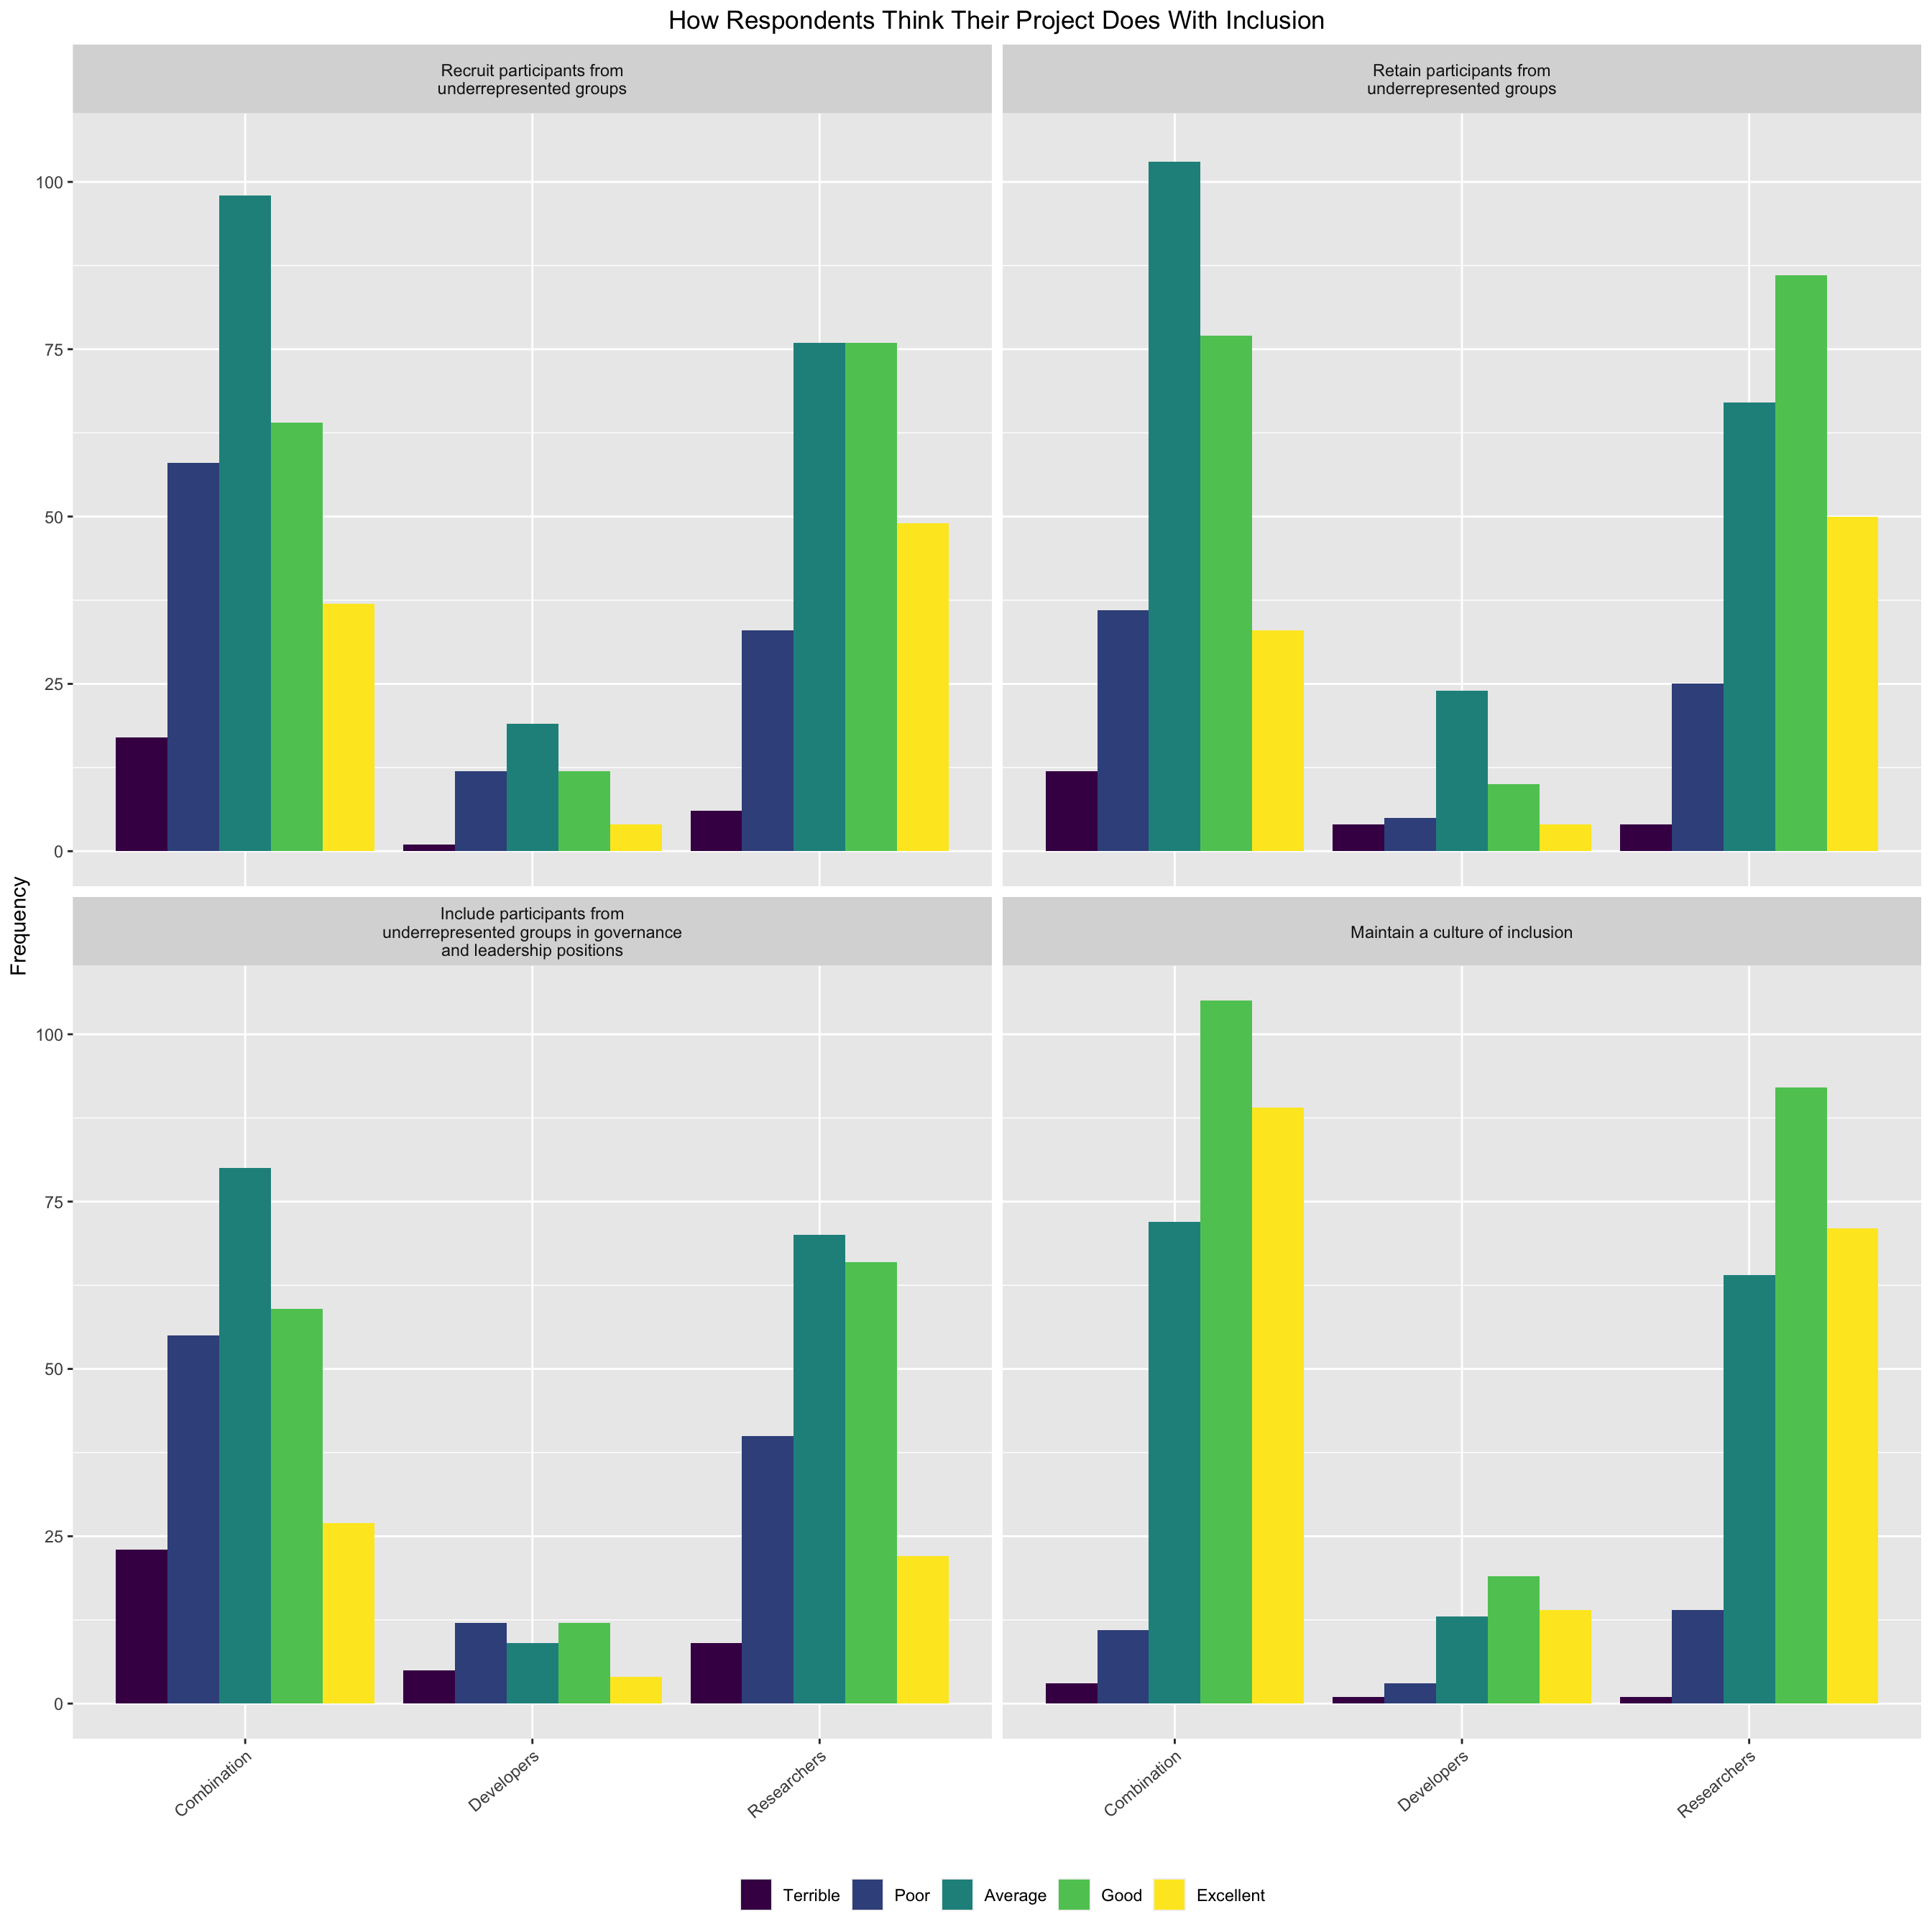 How Respondents Think Their Project Does With Inclusion
Recruit participants from
underrepresented groups
Retain participants from
underrepresented groups
100
75
50
25
0
Frequency
Include participants from
underrepresented groups in governance
and leadership positions
Maintain a culture of inclusion
100
75
50
25
0
Combination
Developers
Researchers
Combination
Developers
Researchers
Terrible
Poor
Average
Good
Excellent